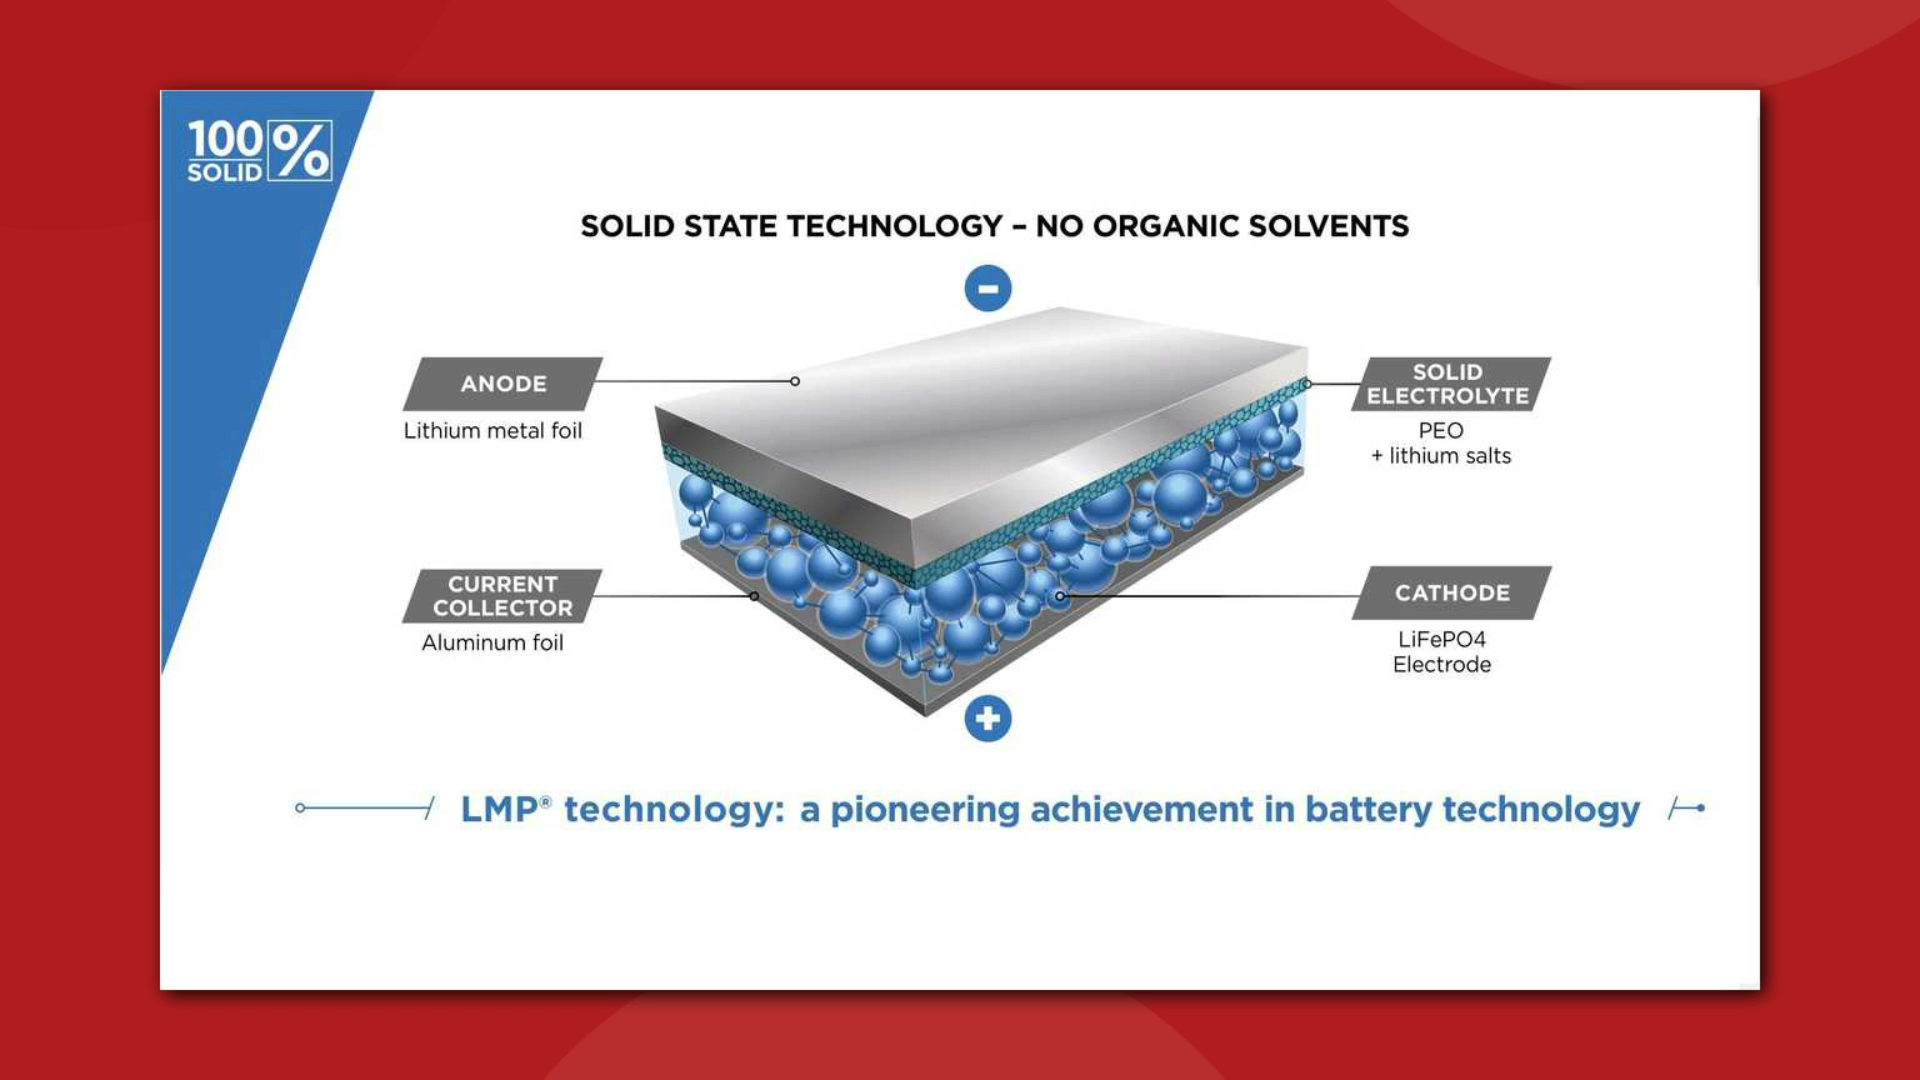 100%
SOLID
SOLID STATE TECHNOLOGY – NO ORGANIC SOLVENTS
ANODE
Lithium metal foil
SOLID
ELECTROLYTE
PEO
+ lithium salts
CURRENT
COLLECTOR
Aluminum foil
CATHODE
LiFePO4
Electrode
LMP® technology: a pioneering achievement in battery technology